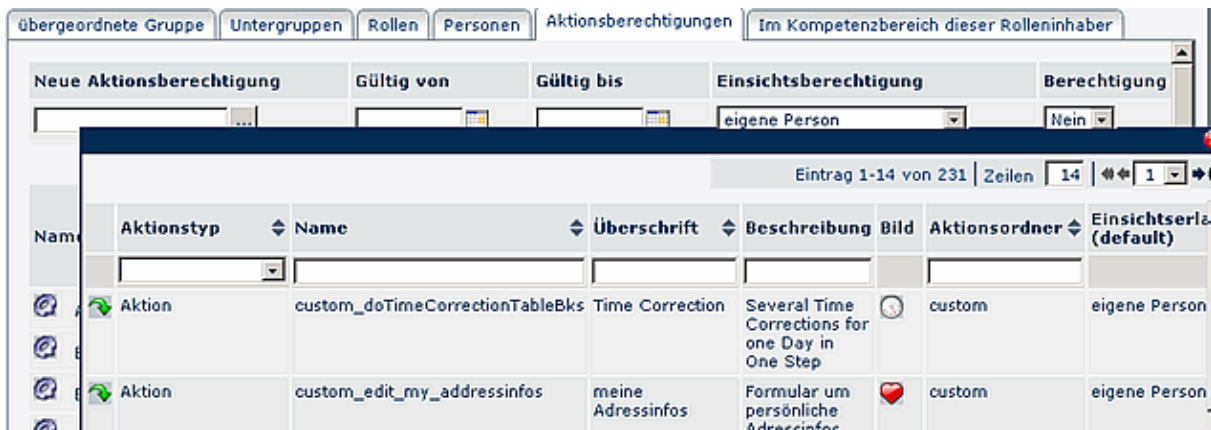 übergeordnete Gruppe Untergruppen Rollen Personen Aktionsberechtigungen Im Kompetenzbereich dieser Rolleninhaber
Neue Aktionsberechtigung Gültig von Gültig bis Einsichtsberechtigung Berechtigung
... eigene Person Nein
Eintrag 1-14 von 231 Zeilen 14 1
Aktionstyp Name Überschrift Beschreibung Bild Aktionsordner
(default)
Aktion custom_doTimeCorrectionTableBks Time Correction Several Time custom eigene Person
Corrections for
one Day in
One Step
Aktion custom_edit_my_addressinfos meine Formular um custom eigene Person
Adressinfos persönliche